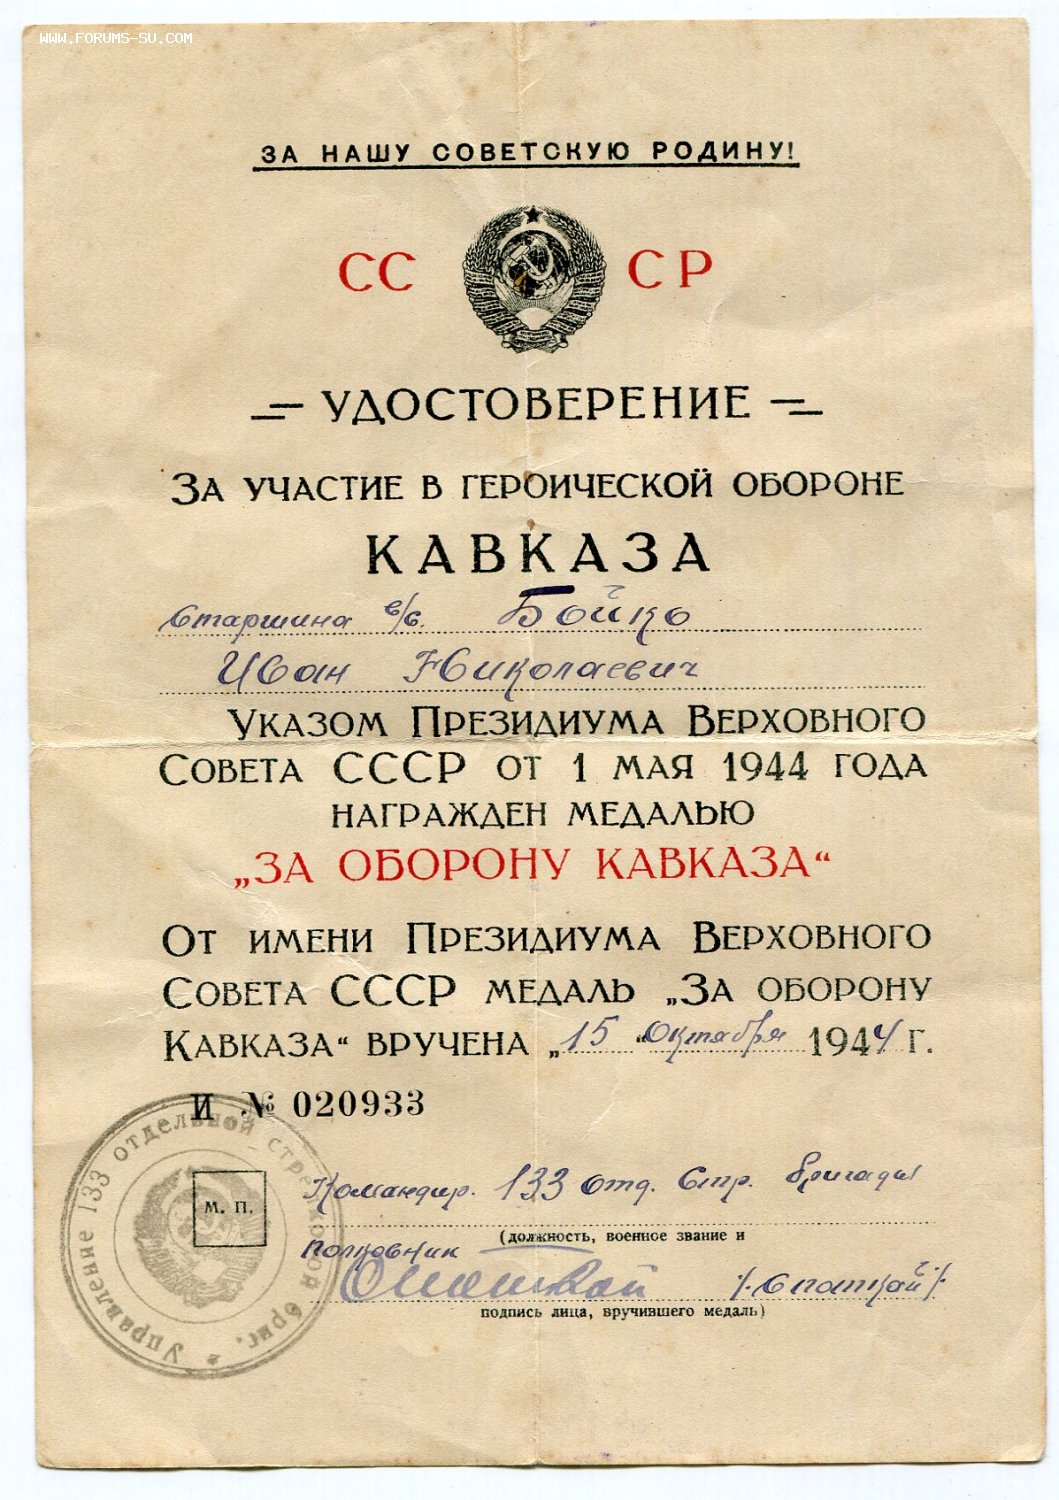 WWW.FORUMS-SU.COM
ЗА НАШУ СОВЕТСКУЮ РОДИНУ!
СС СР
УДОСТОВЕРЕНИЕ
ЗА УЧАСТИЕ В ГЕРОИЧЕСКОЙ ОБОРОНЕ
КАВКАЗА
Старшина в/с. Бойко
Иван Николаевич
УКАЗОМ ПРЕЗИДИУМА ВЕРХОВНОГО
СОВЕТА СССР ОТ 1 МАЯ 1944 ГОДА
НАГРАЖДЕН МЕДАЛЬЮ
„ЗА ОБОРОНУ КАВКАЗА“
ОТ ИМЕНИ ПРЕЗИДИУМА ВЕРХОВНОГО
СОВЕТА СССР МЕДАЛЬ „ЗА ОБОРОНУ
КАВКАЗА“ ВРУЧЕНА „15“ Октября 1944 Г.
И № 020933
Управление 133 отдельной стрелковой бриг.
М. П.
Командир. 133 отд. Стр. бригады
(должность, военное звание и
полковник
подпись лица, вручившего медаль)